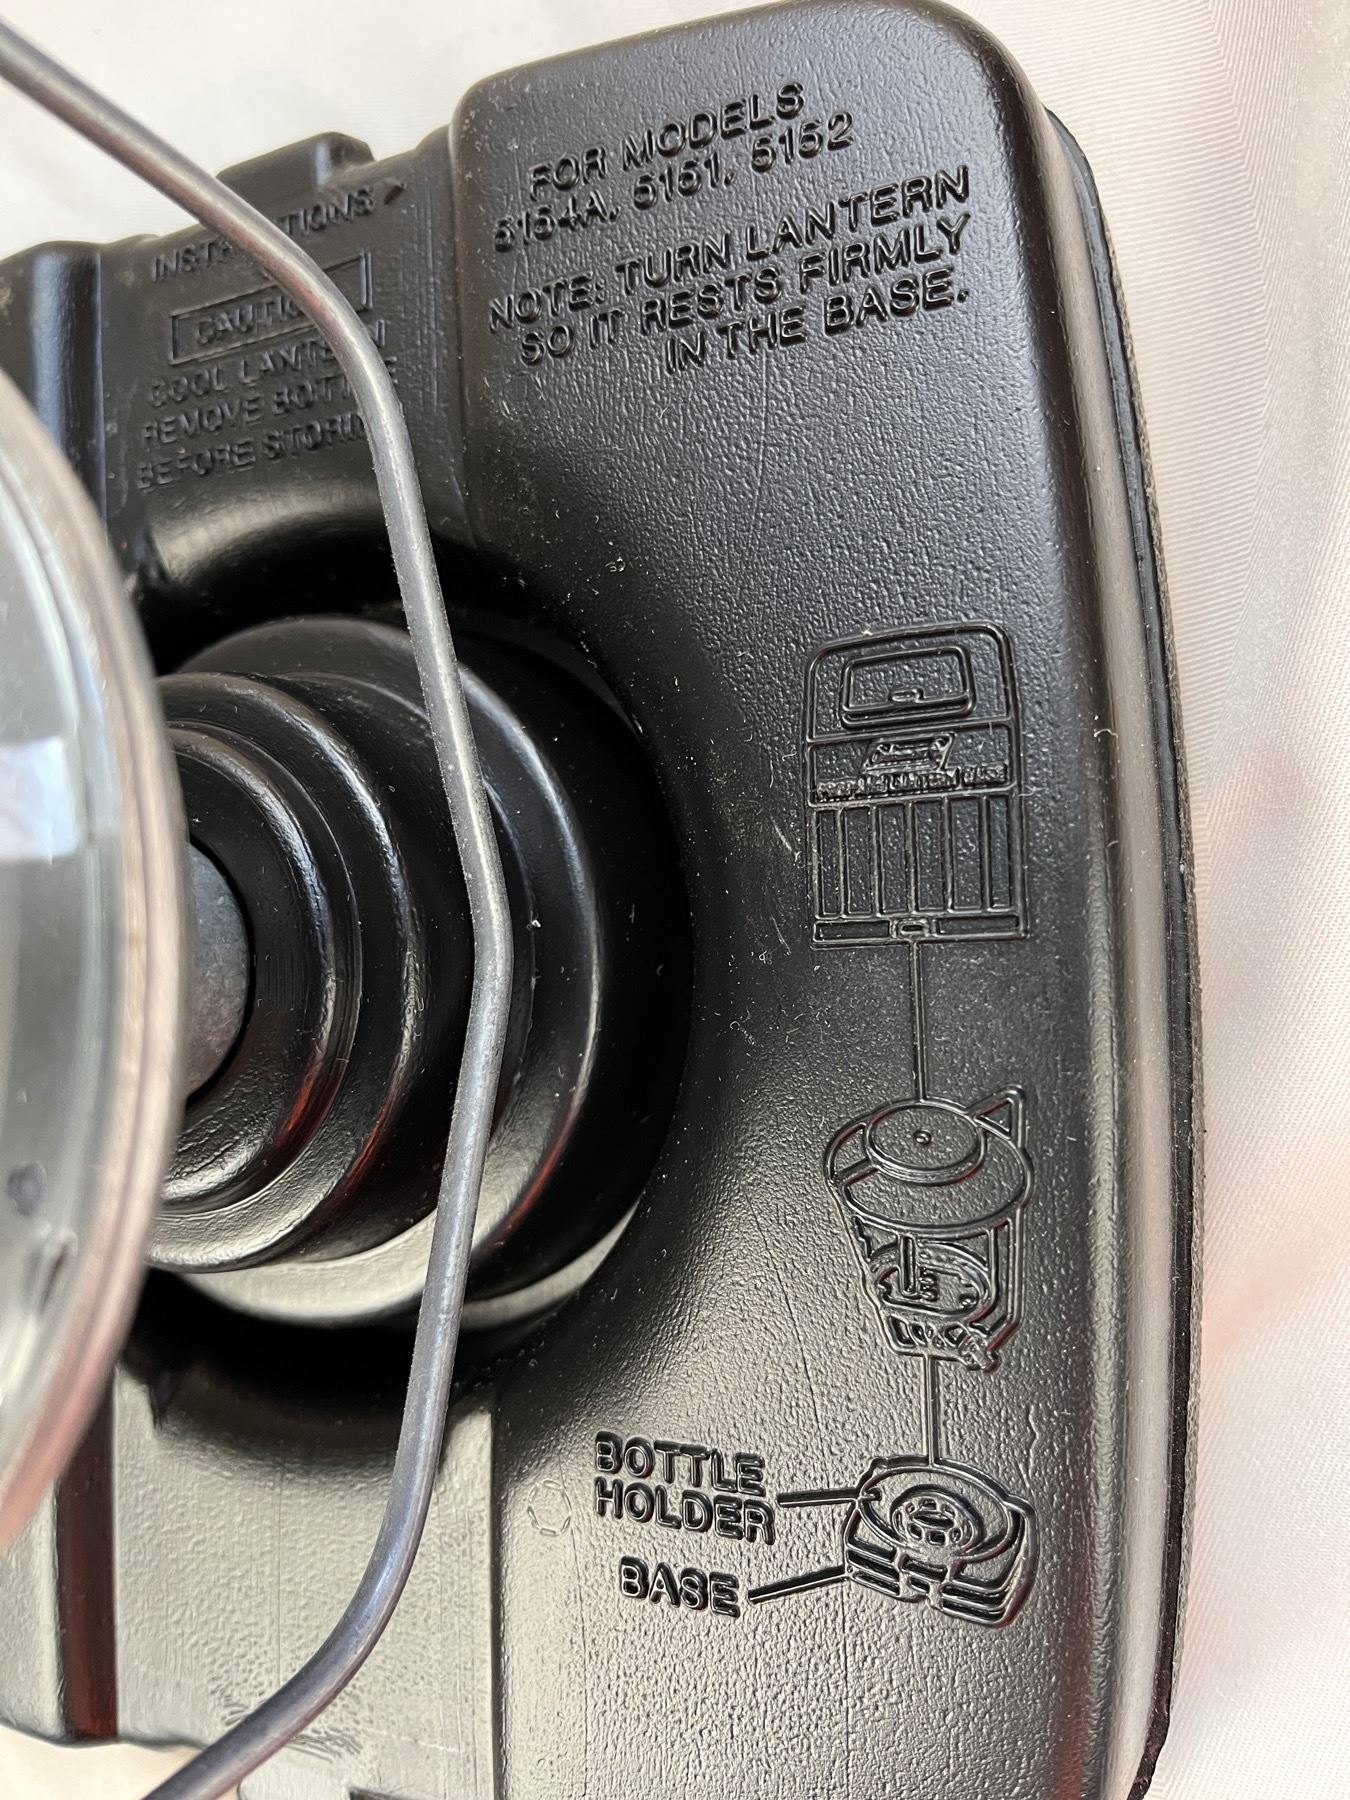 FOR MODELS
5154A, 5151, 5152
NOTE: TURN LANTERN
SO IT RESTS FIRMLY
IN THE BASE.
INSTRUCTIONS
CAUTION
COOL LANTERN
REMOVE BOTTLE
BEFORE
BOTTLE
HOLDER
BASE